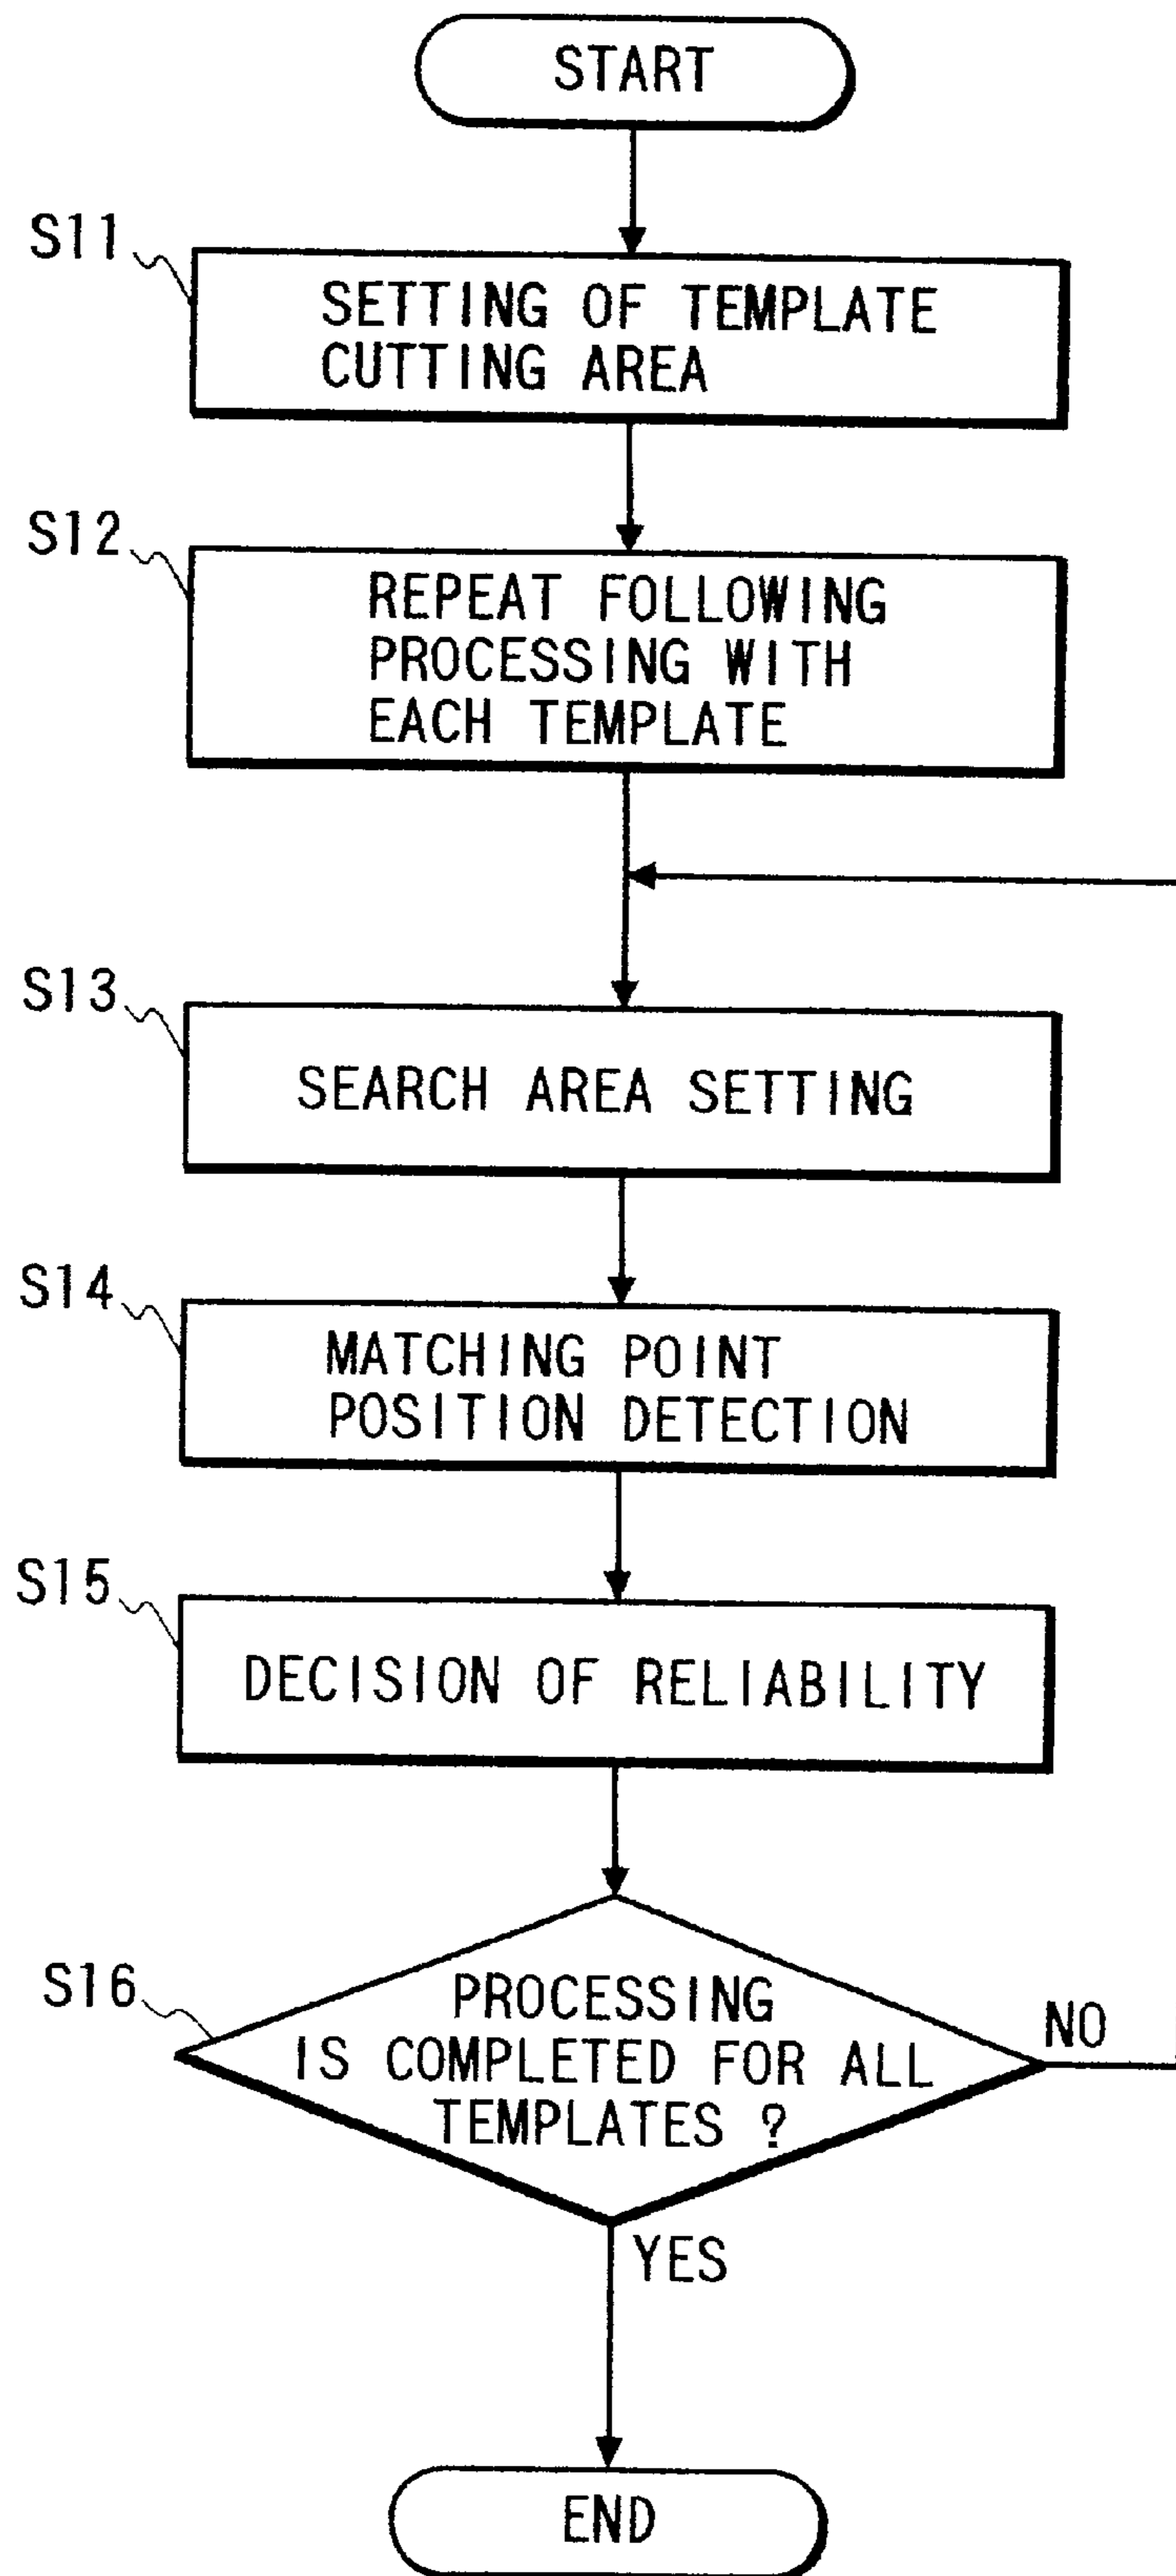 START
S11
SETTING OF TEMPLATE
CUTTING AREA
S12
REPEAT FOLLOWING
PROCESSING WITH
EACH TEMPLATE
S13
SEARCH AREA SETTING
S14
MATCHING POINT
POSITION DETECTION
S15
DECISION OF RELIABILITY
S16
PROCESSING
IS COMPLETED FOR ALL
TEMPLATES ?
NO
YES
END